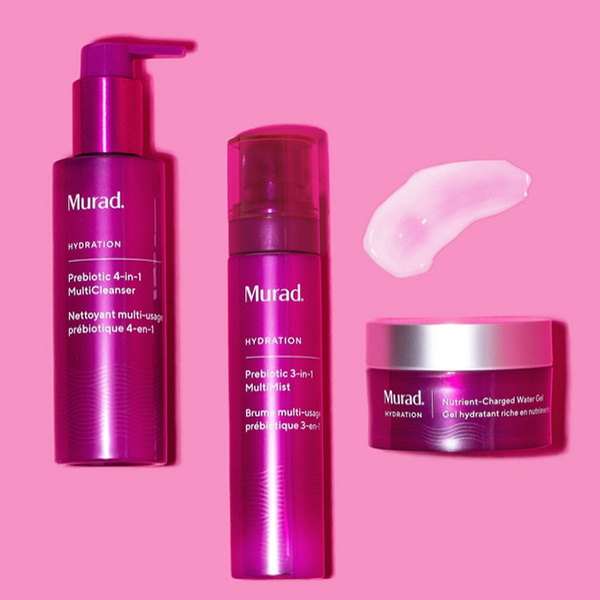 Murad.
HYDRATION
Prebiotic 4-in-1
MultiCleanser
Nettoyant multi-usage
prébiotique 4-en-1
Murad.
HYDRATION
Prebiotic 3-in-1
MultiMist
Brume multi-usage
prébiotique 3-en-1
Murad.
HYDRATION
Nutrient-Charged Water Gel
Gel hydratant riche en nutriments